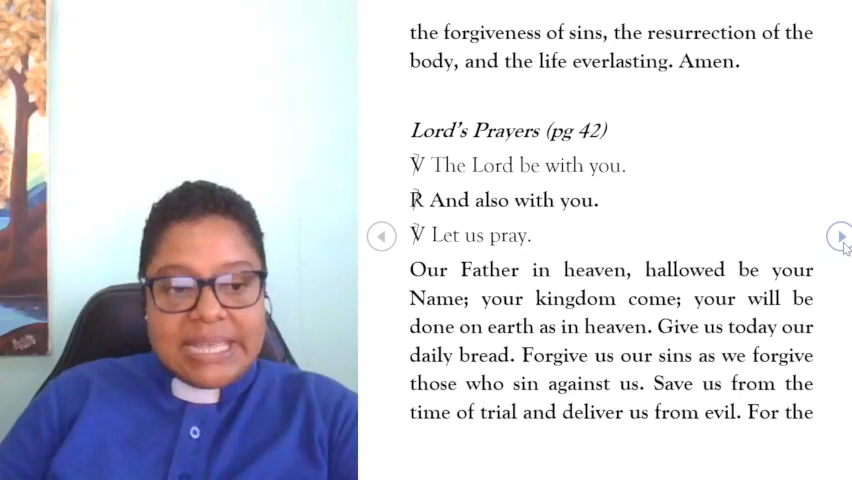 the forgiveness of sins, the resurrection of the
body, and the life everlasting. Amen.
Lord's Prayers (pg 42)
℣ The Lord be with you.
℟ And also with you.
℣ Let us pray.
Our Father in heaven, hallowed be your
Name; your kingdom come; your will be
done on earth as in heaven. Give us today our
daily bread. Forgive us our sins as we forgive
those who sin against us. Save us from the
time of trial and deliver us from evil. For the